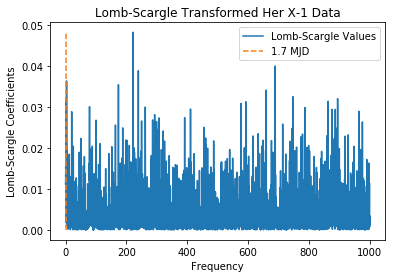 Lomb-Scargle Transformed Her X-1 Data
Lomb-Scargle Values
1.7 MJD
Lomb-Scargle Coefficients
0.05
0.04
0.03
0.02
0.01
0.00
0 200 400 600 800 1000
Frequency